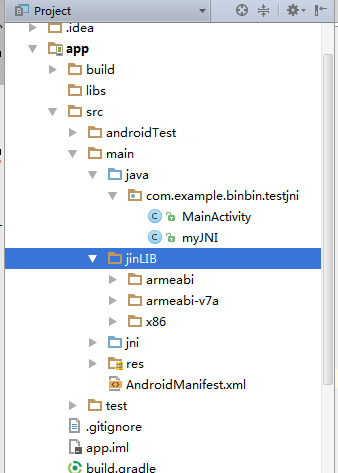 Project
.idea
app
build
libs
src
androidTest
main
java
com.example.binbin.testjni
MainActivity
myJNI
jinLIB
armeabi
armeabi-v7a
x86
jni
res
AndroidManifest.xml
test
.gitignore
app.iml
build.gradle